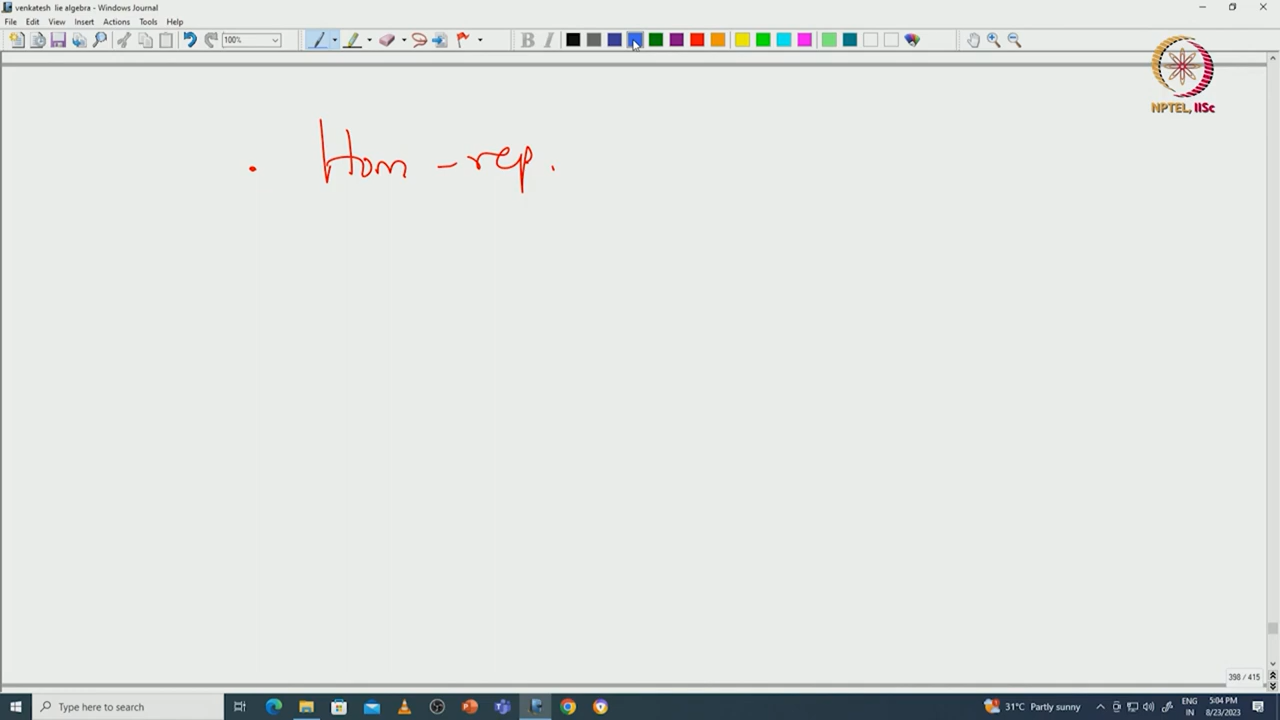 venkatesh lie algebra - Windows Journal
File Edit View Insert Actions Tools Help
100%
B I
NPTEL, IISc
. Hom - rep.
398 / 415
Type here to search
31°C Partly sunny
ENG
IN
5:04 PM
8/23/2023